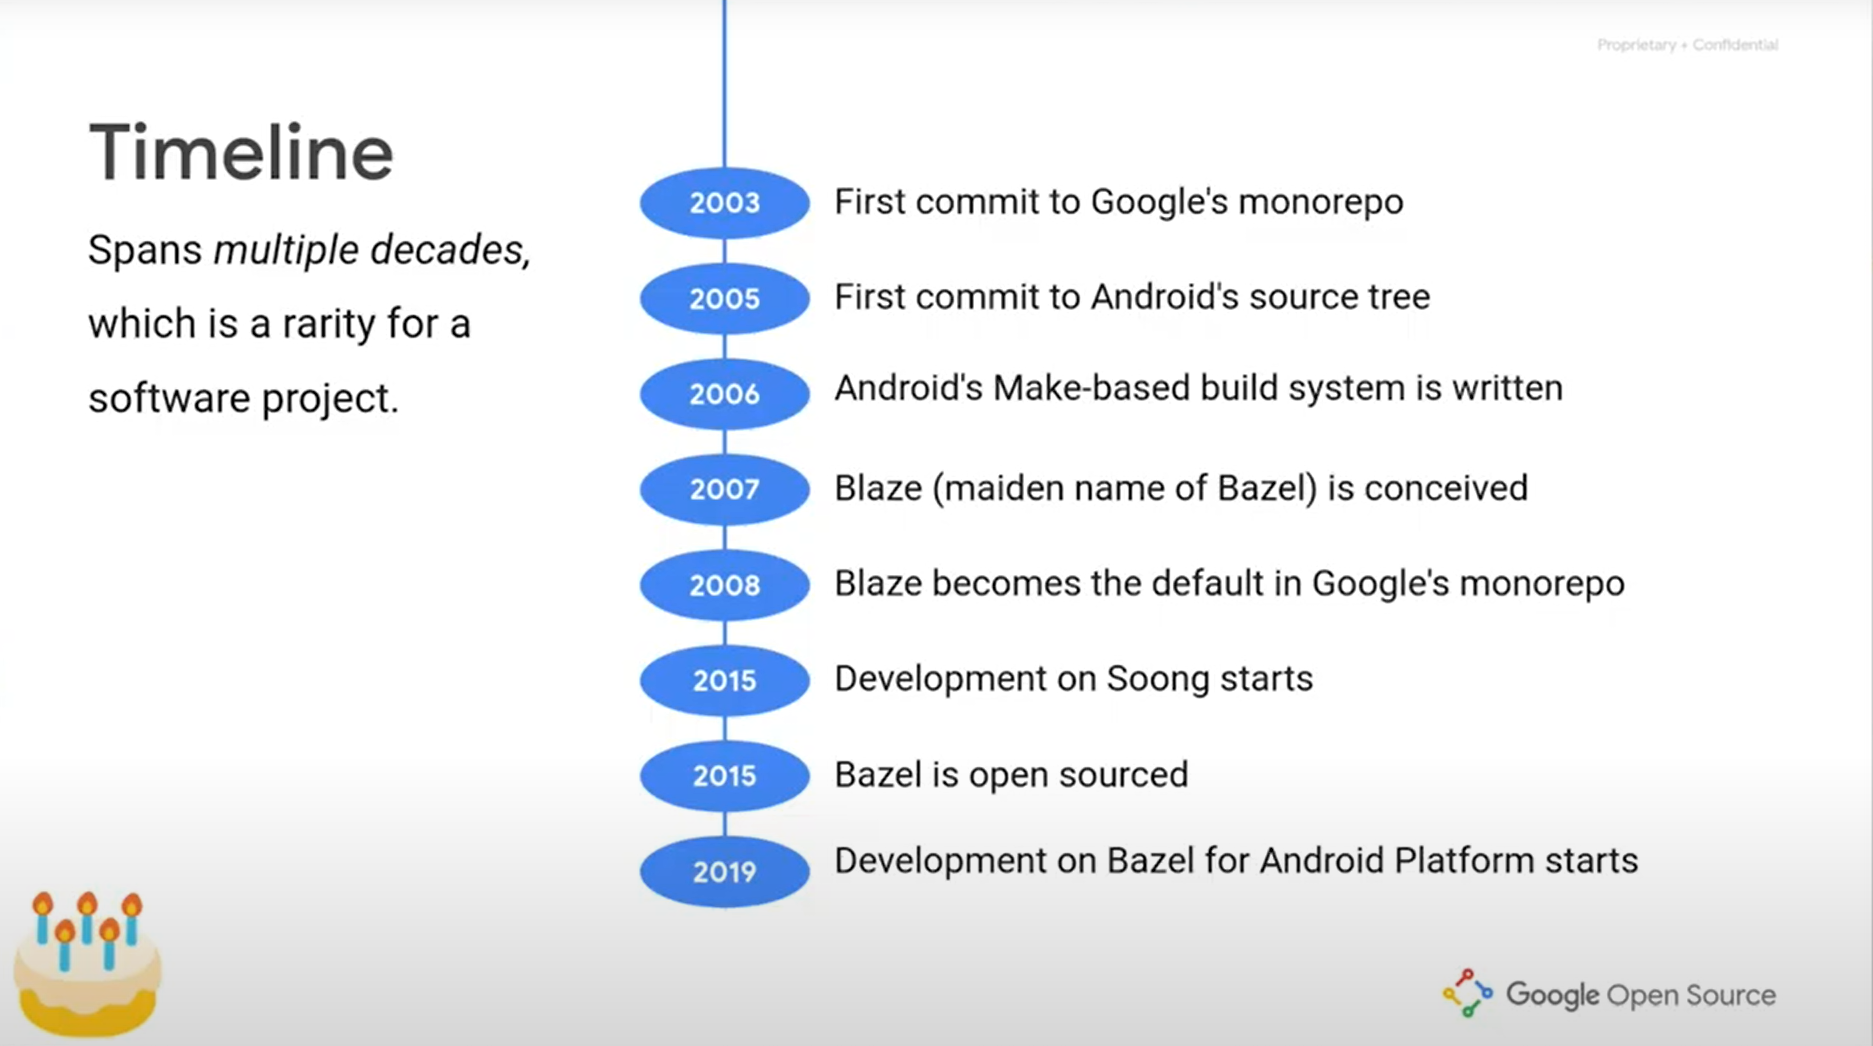 Proprietary + Confidential
Timeline
Spans multiple decades,
which is a rarity for a
software project.
2003 First commit to Google's monorepo
2005 First commit to Android's source tree
2006 Android's Make-based build system is written
2007 Blaze (maiden name of Bazel) is conceived
2008 Blaze becomes the default in Google's monorepo
2015 Development on Soong starts
2015 Bazel is open sourced
2019 Development on Bazel for Android Platform starts
Google Open Source